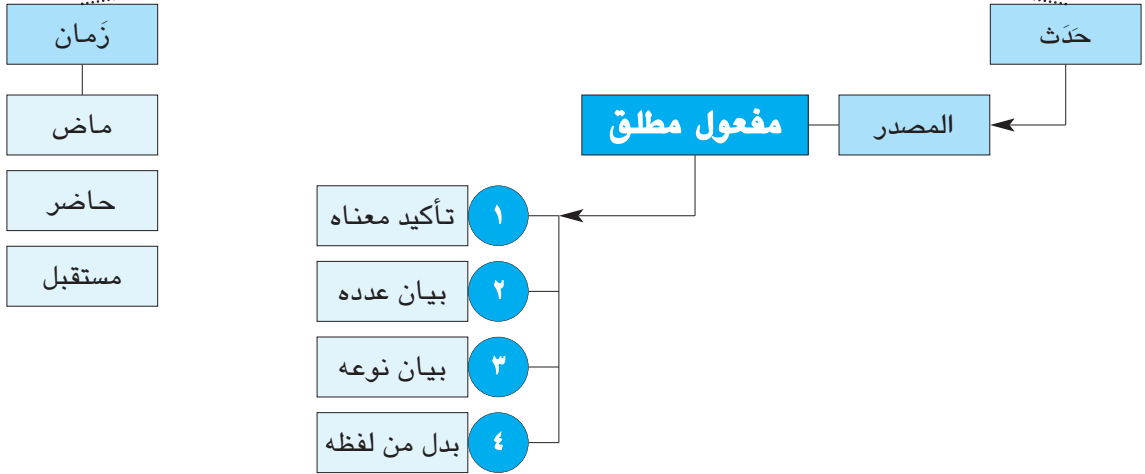 حَدَث
زَمان
المصدر
مفعول مطلق
ماض
حاضر
مستقبل
١ تأكيد معناه
٢ بيان عدده
٣ بيان نوعه
٤ بدل من لفظه